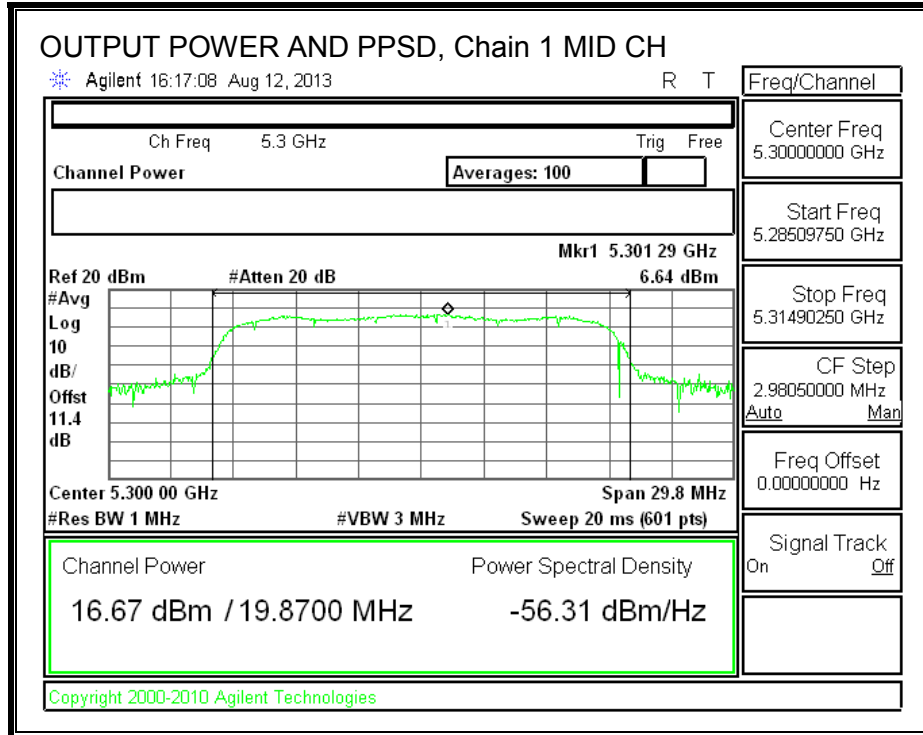 OUTPUT POWER AND PPSD, Chain 1 MID CH
Agilent 16:17:08 Aug 12, 2013 R T
Freq/Channel
Ch Freq 5.3 GHz Trig Free
Channel Power Averages: 100
Mkr1 5.301 29 GHz
Ref 20 dBm #Atten 20 dB 6.64 dBm
#Avg
Log
10
dB/
Offst
11.4
dB
1
Center 5.300 00 GHz Span 29.8 MHz
#Res BW 1 MHz #VBW 3 MHz Sweep 20 ms (601 pts)
Channel Power Power Spectral Density
16.67 dBm / 19.8700 MHz -56.31 dBm/Hz
Center Freq
5.30000000 GHz
Start Freq
5.28509750 GHz
Stop Freq
5.31490250 GHz
CF Step
2.98050000 MHz
Auto Man
Freq Offset
0.00000000 Hz
Signal Track
On Off
Copyright 2000-2010 Agilent Technologies